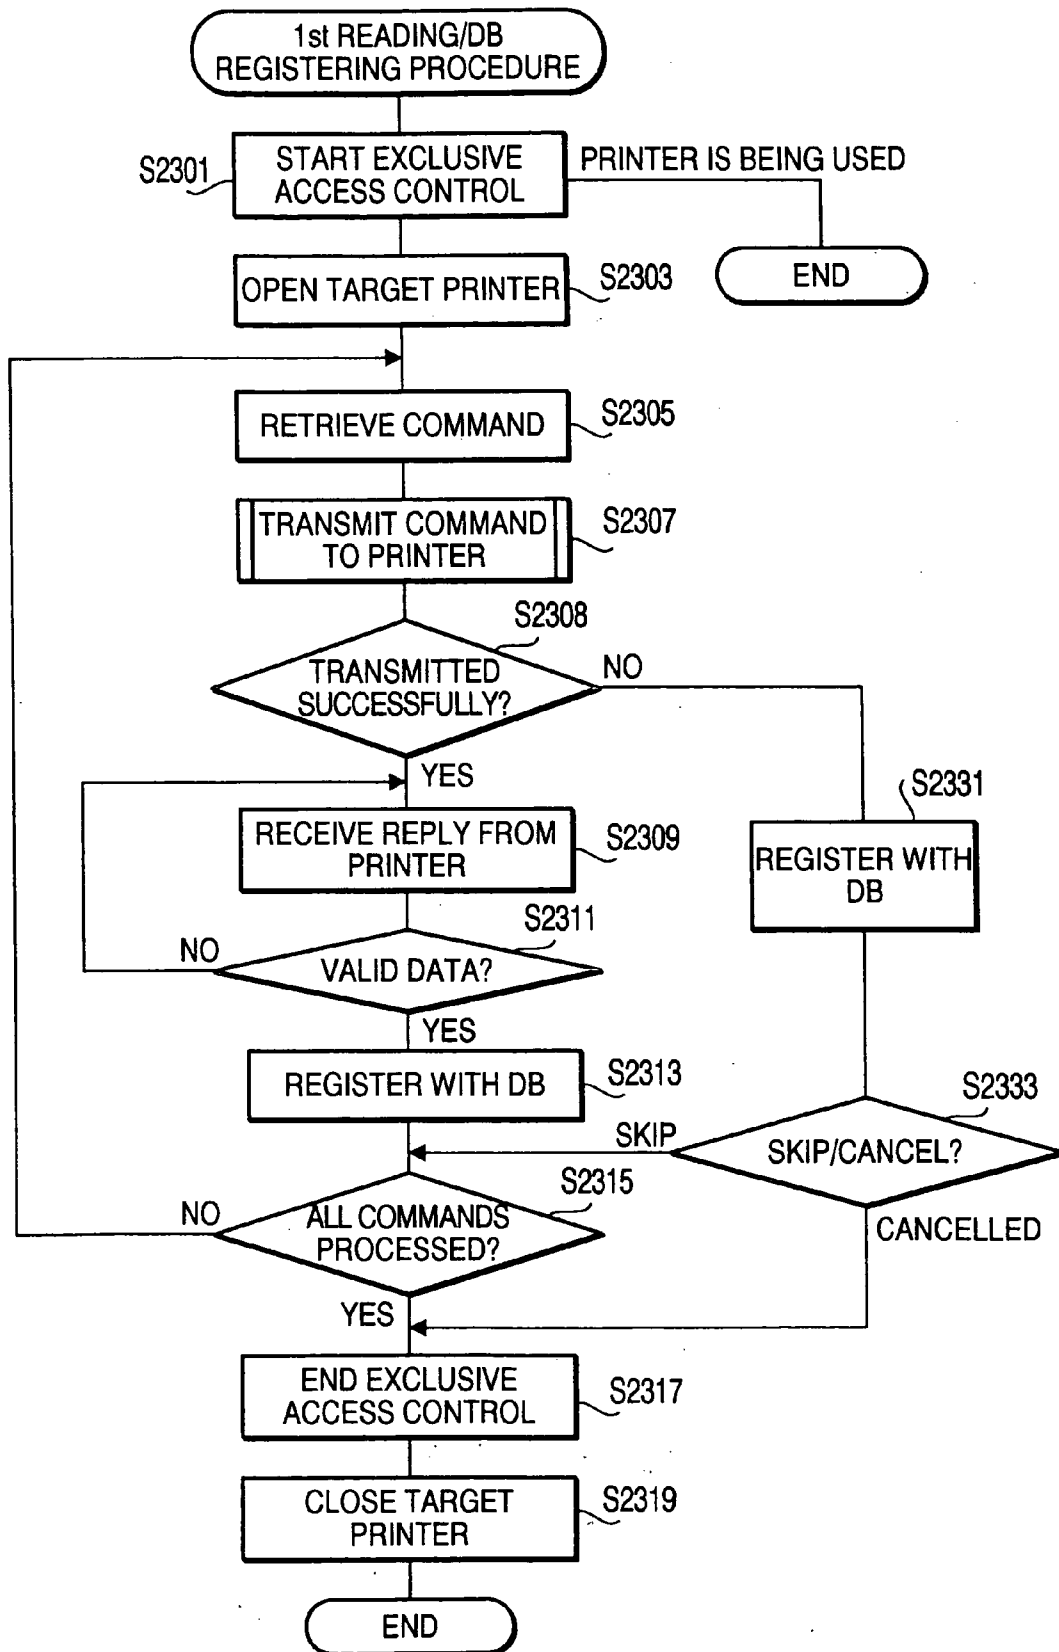 1st READING/DB
REGISTERING PROCEDURE
S2301
START EXCLUSIVE
ACCESS CONTROL
PRINTER IS BEING USED
END
OPEN TARGET PRINTER
S2303
RETRIEVE COMMAND
S2305
TRANSMIT COMMAND
TO PRINTER
S2307
S2308
TRANSMITTED
SUCCESSFULLY?
NO
YES
S2331
REGISTER WITH
DB
RECEIVE REPLY FROM
PRINTER
S2309
S2311
NO
VALID DATA?
YES
REGISTER WITH DB
S2313
S2333
SKIP
SKIP/CANCEL?
CANCELLED
S2315
NO
ALL COMMANDS
PROCESSED?
YES
END EXCLUSIVE
ACCESS CONTROL
S2317
CLOSE TARGET
PRINTER
S2319
END